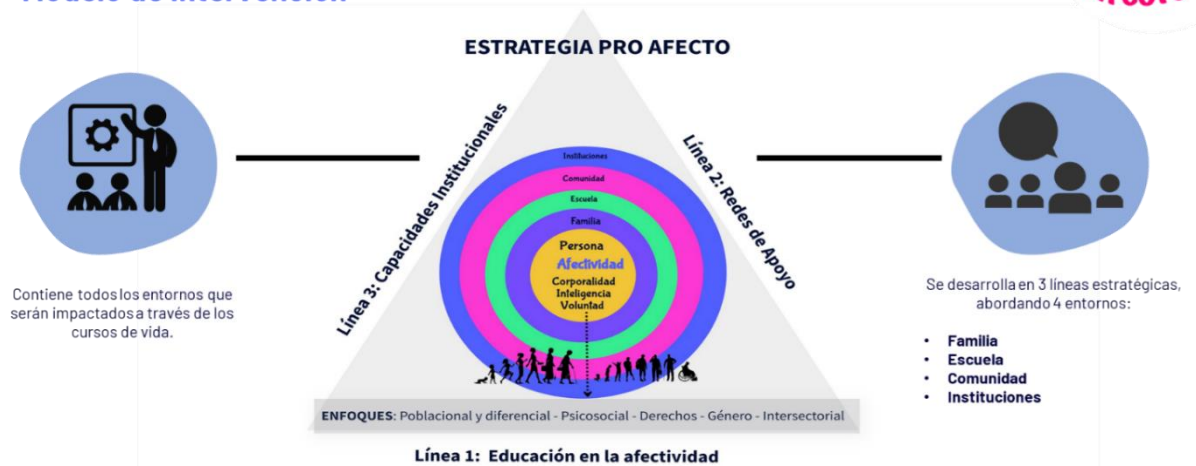 Modelo de Intervención
ESTRATEGIA PRO AFECTO
Línea 3: Capacidades Institucionales
Línea 2: Redes de Apoyo
Instituciones
Comunidad
Escuela
Familia
Persona
Afectividad
Corporalidad
Inteligencia
Voluntad
Contiene todos los entornos que
serán impactados a través de los
cursos de vida.
Se desarrolla en 3 líneas estratégicas,
abordando 4 entornos:
• Familia
• Escuela
• Comunidad
• Instituciones
ENFOQUES: Poblacional y diferencial - Psicosocial - Derechos - Género - Intersectorial
Línea 1: Educación en la afectividad